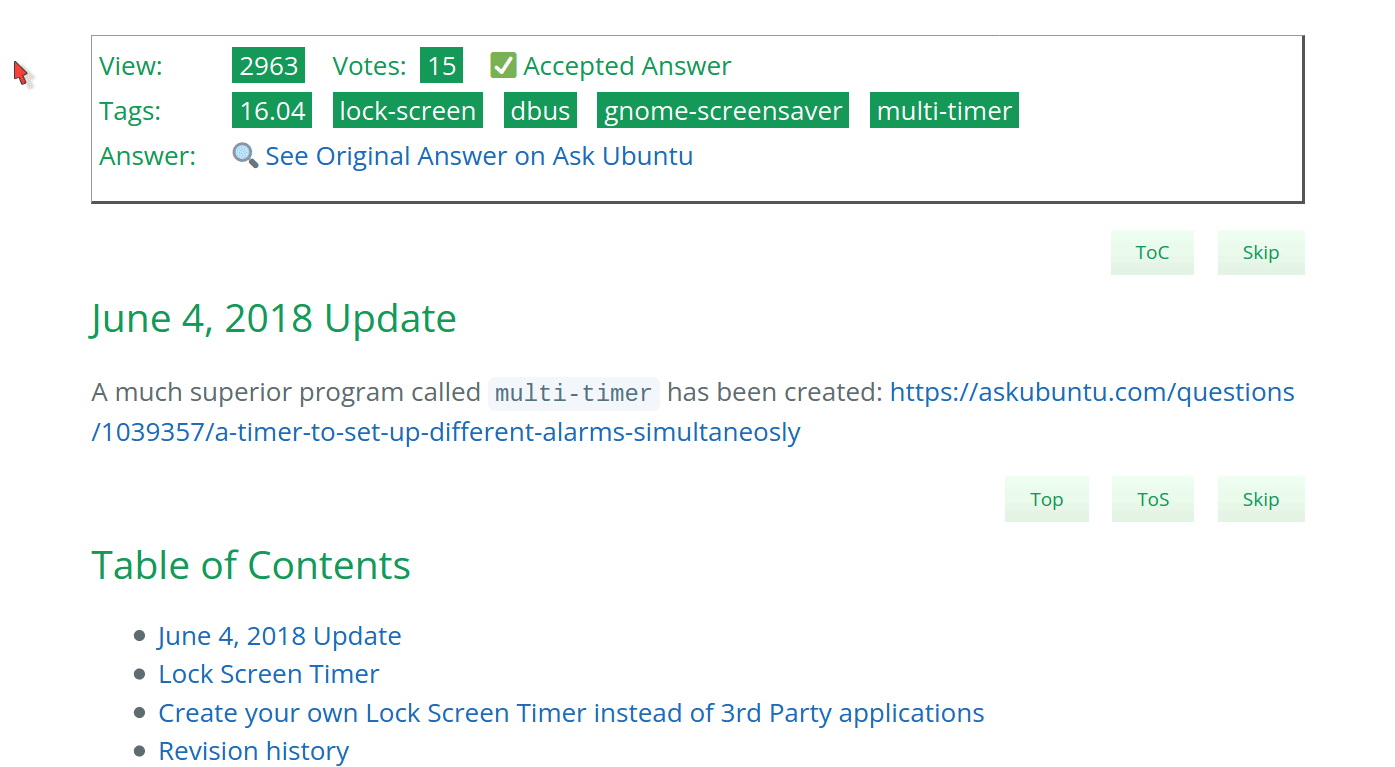 View: 2963 Votes: 15 ✅ Accepted Answer
Tags: 16.04 lock-screen dbus gnome-screensaver multi-timer
Answer: 🔍 See Original Answer on Ask Ubuntu
ToC Skip
June 4, 2018 Update
A much superior program called multi-timer has been created: https://askubuntu.com/questions
/1039357/a-timer-to-set-up-different-alarms-simultaneosly
Top ToS Skip
Table of Contents
June 4, 2018 Update
Lock Screen Timer
Create your own Lock Screen Timer instead of 3rd Party applications
Revision history